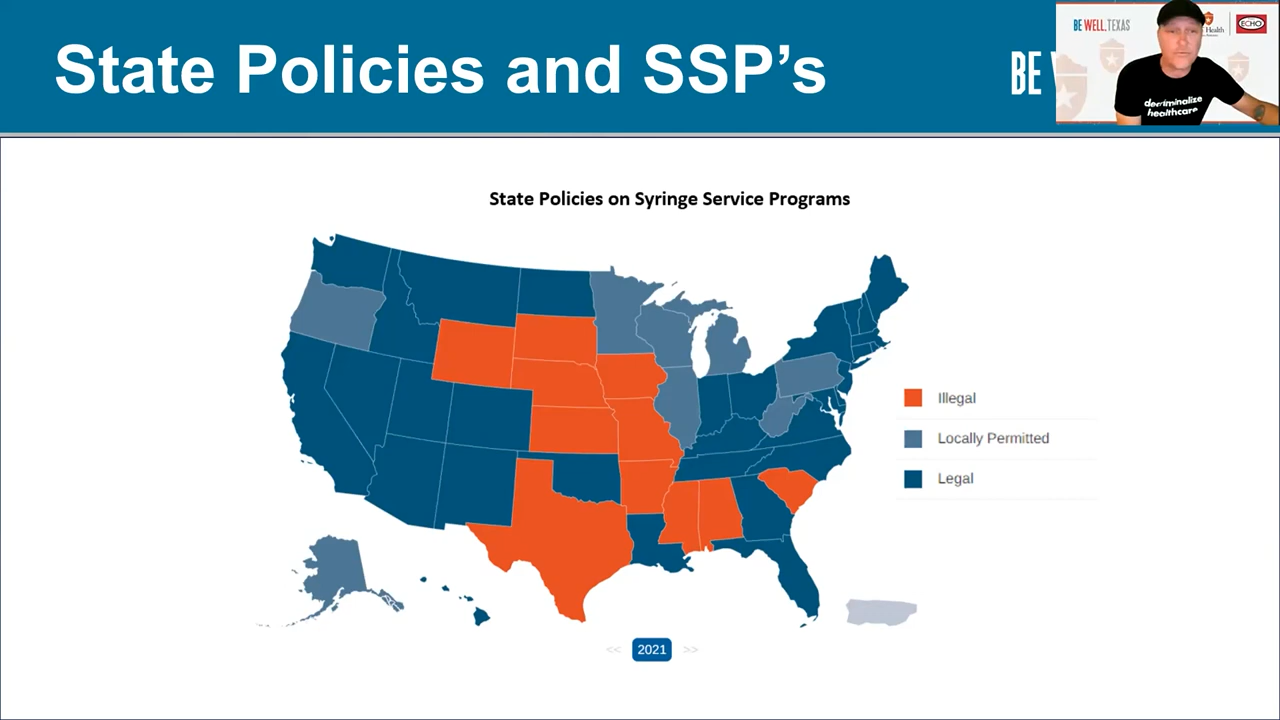 State Policies and SSP's
BE
BE WELL, TEXAS
Health
ECHO
decriminalize
healthcare
State Policies on Syringe Service Programs
Illegal
Locally Permitted
Legal
<< 2021 >>